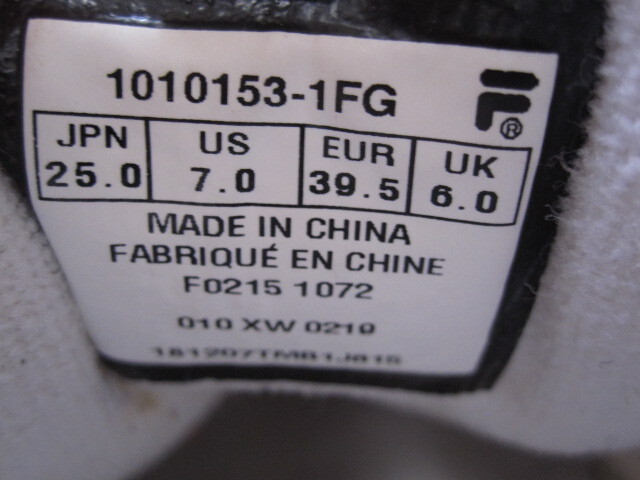 1010153-1FG
JPN US EUR UK
25.0 7.0 39.5 6.0
MADE IN CHINA
FABRIQUÉ EN CHINE
F0215 1072
010 XW 0219